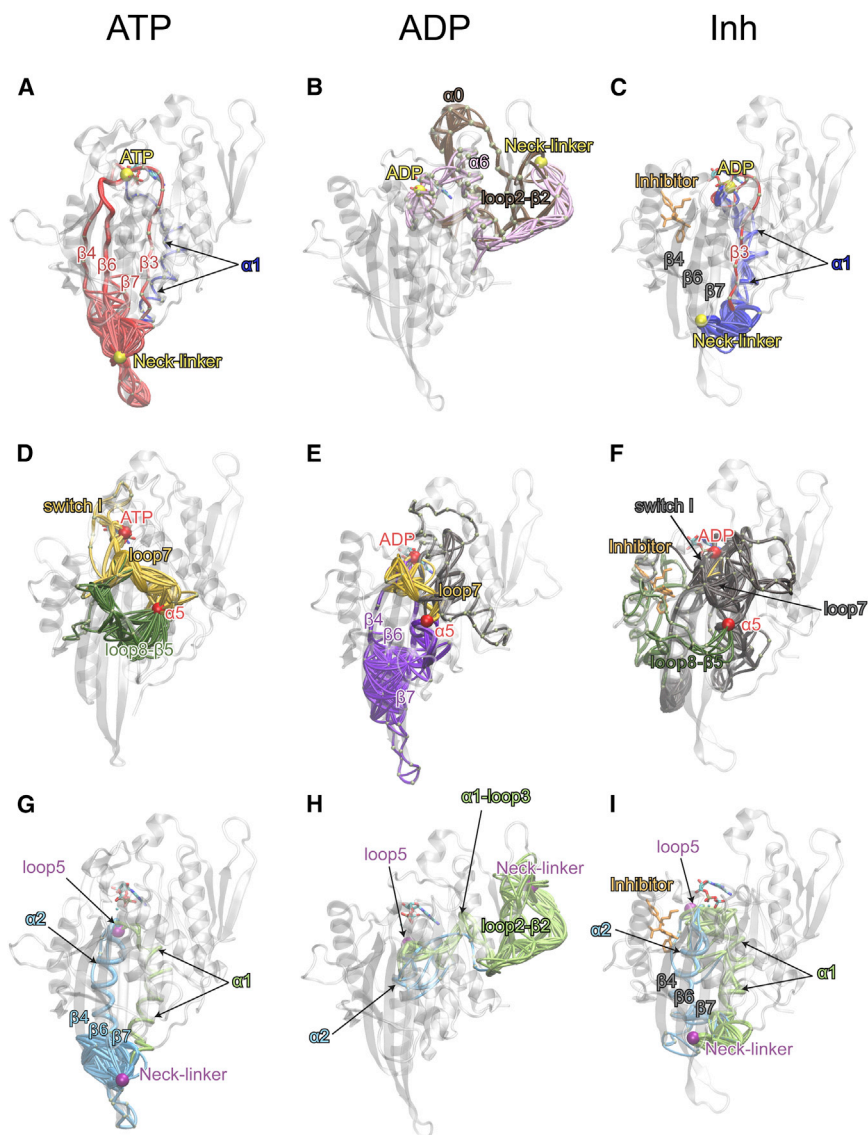 ATP ADP Inh
A B C
ATP
β4 β6 β7 β3
α1
Neck-linker
α0
α6
Neck-linker
ADP
loop2-β2
ADP
Inhibitor
β3
β4
β6
β7
α1
Neck-linker
D E F
switch I
ATP
loop7
α5
loop8-β5
ADP
loop7
α5
β4
β6
β7
switch I
ADP
Inhibitor
loop7
α5
loop8-β5
G H I
loop5
α2
α1
β4
β6
β7
Neck-linker
α1-loop3
loop5
Neck-linker
loop2-β2
α2
loop5
Inhibitor
α2
α1
β4
β6
β7
Neck-linker